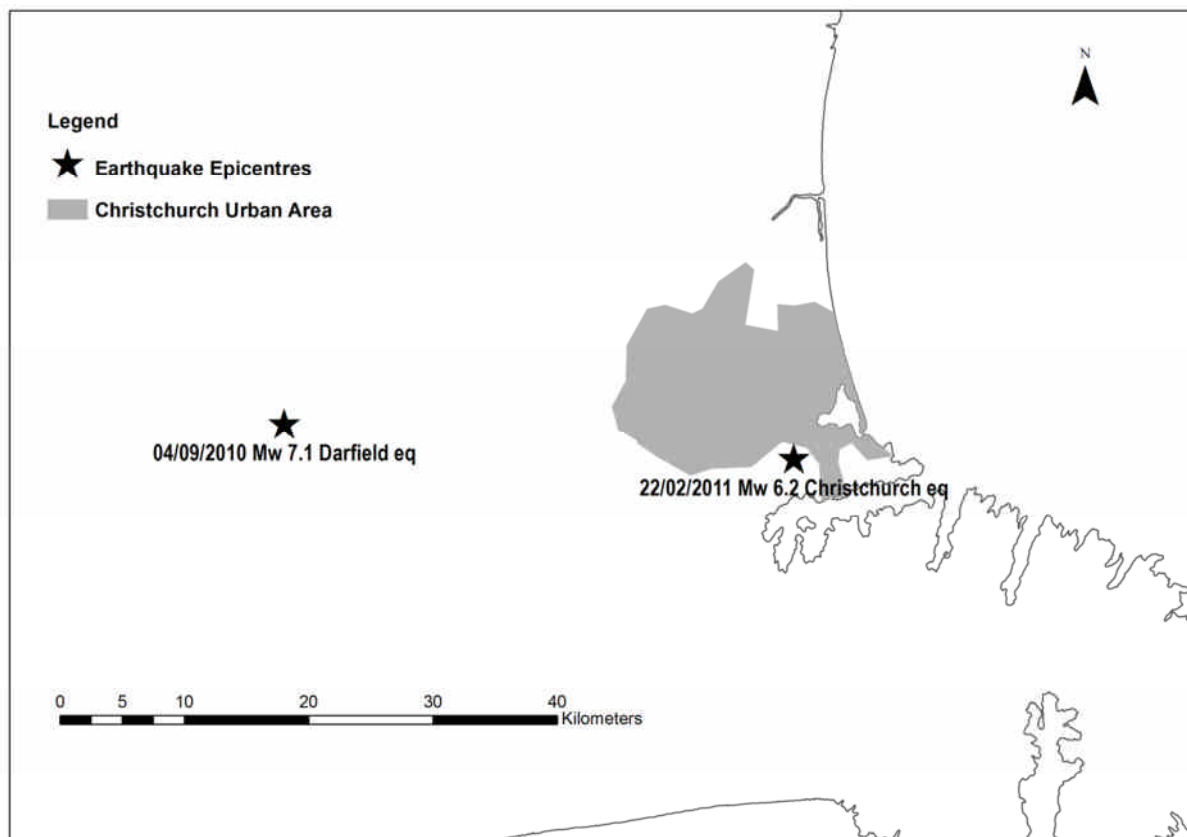 N
Legend
Earthquake Epicentres
Christchurch Urban Area
04/09/2010 Mw 7.1 Darfield eq
22/02/2011 Mw 6.2 Christchurch eq
0 5 10 20 30 40
Kilometers